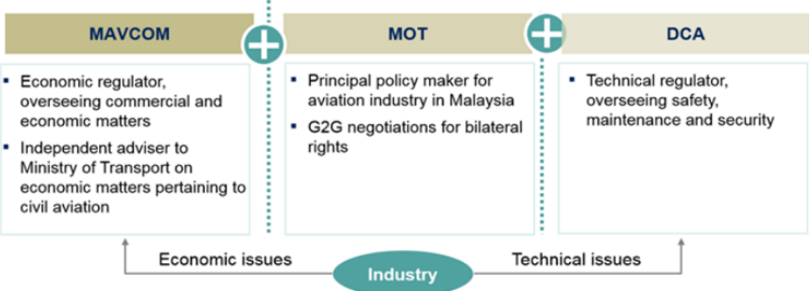 MAVCOM
MOT
DCA
▪ Economic regulator,
overseeing commercial and
economic matters
▪ Independent adviser to
Ministry of Transport on
economic matters pertaining to
civil aviation
▪ Principal policy maker for
aviation industry in Malaysia
▪ G2G negotiations for bilateral
rights
▪ Technical regulator,
overseeing safety,
maintenance and security
Economic issues
Industry
Technical issues